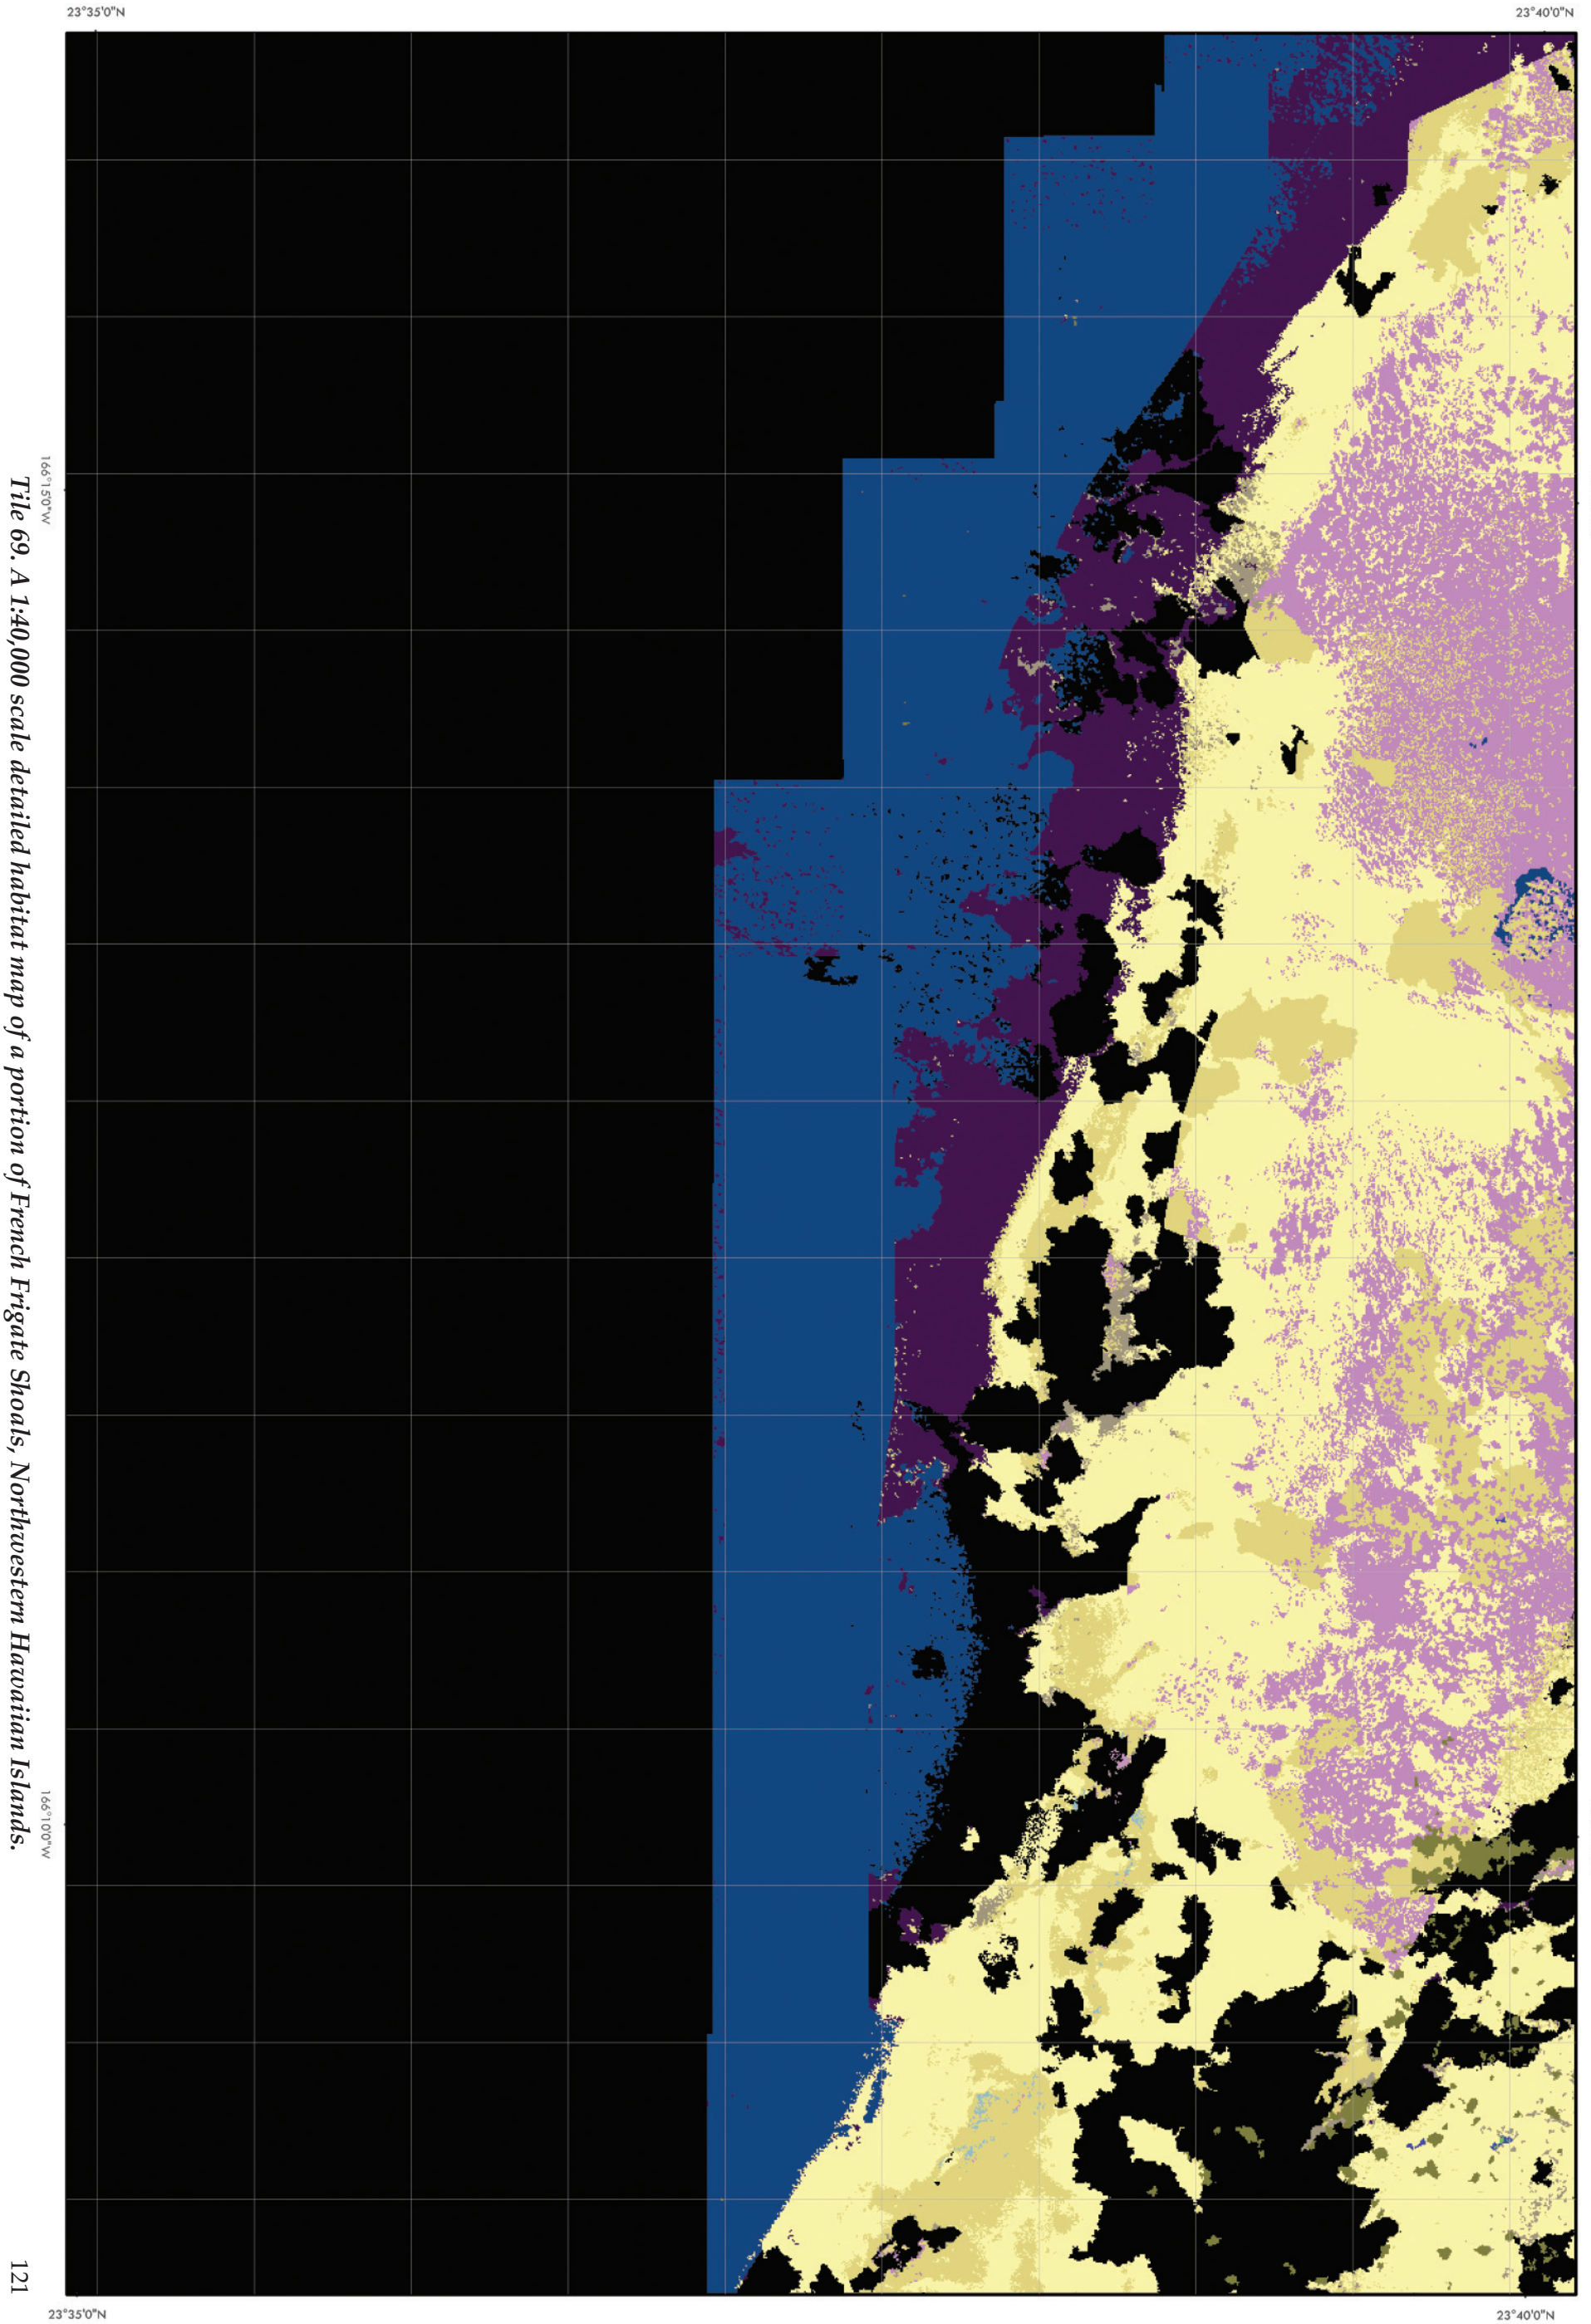 23°35'0"N
23°40'0"N
166°15'0"W
166°10'0"W
Tile 69. A 1:40,000 scale detailed habitat map of a portion of French Frigate Shoals, Northwestern Hawaiian Islands.
121
23°35'0"N
23°40'0"N